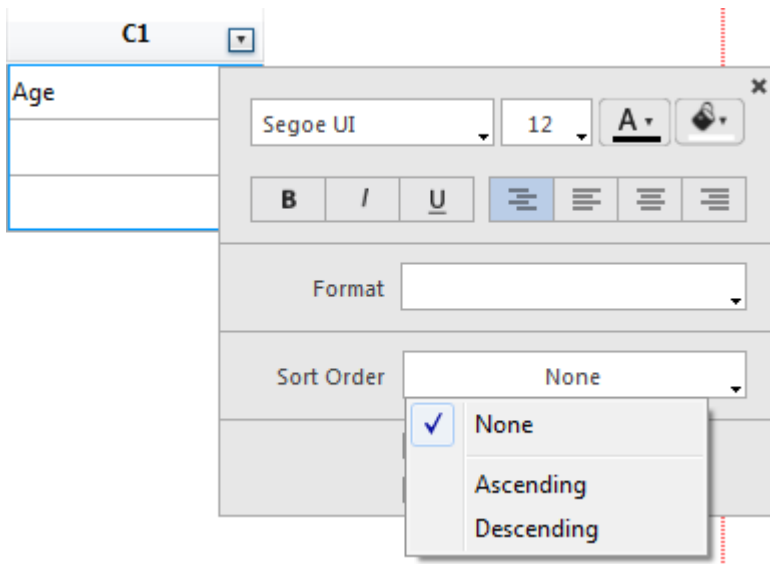 C1
Age
Segoe UI 12 A
B I U
Format
Sort Order None
None
Ascending
Descending